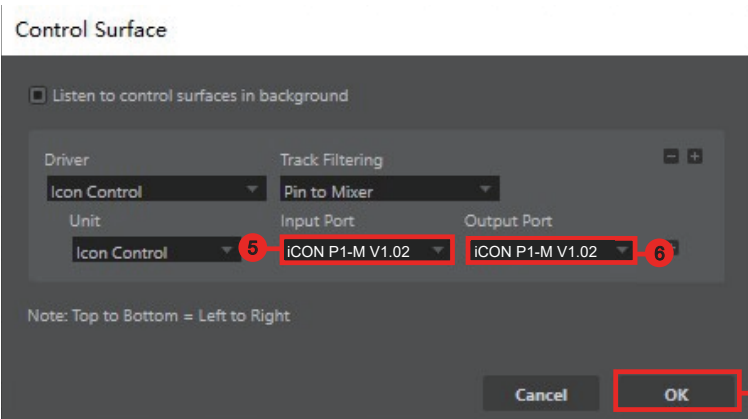 Control Surface
Listen to control surfaces in background
Driver Track Filtering
Icon Control Pin to Mixer
Unit Input Port Output Port
Icon Control 5 iCON P1-M V1.02 iCON P1-M V1.02 6
Note: Top to Bottom = Left to Right
Cancel OK